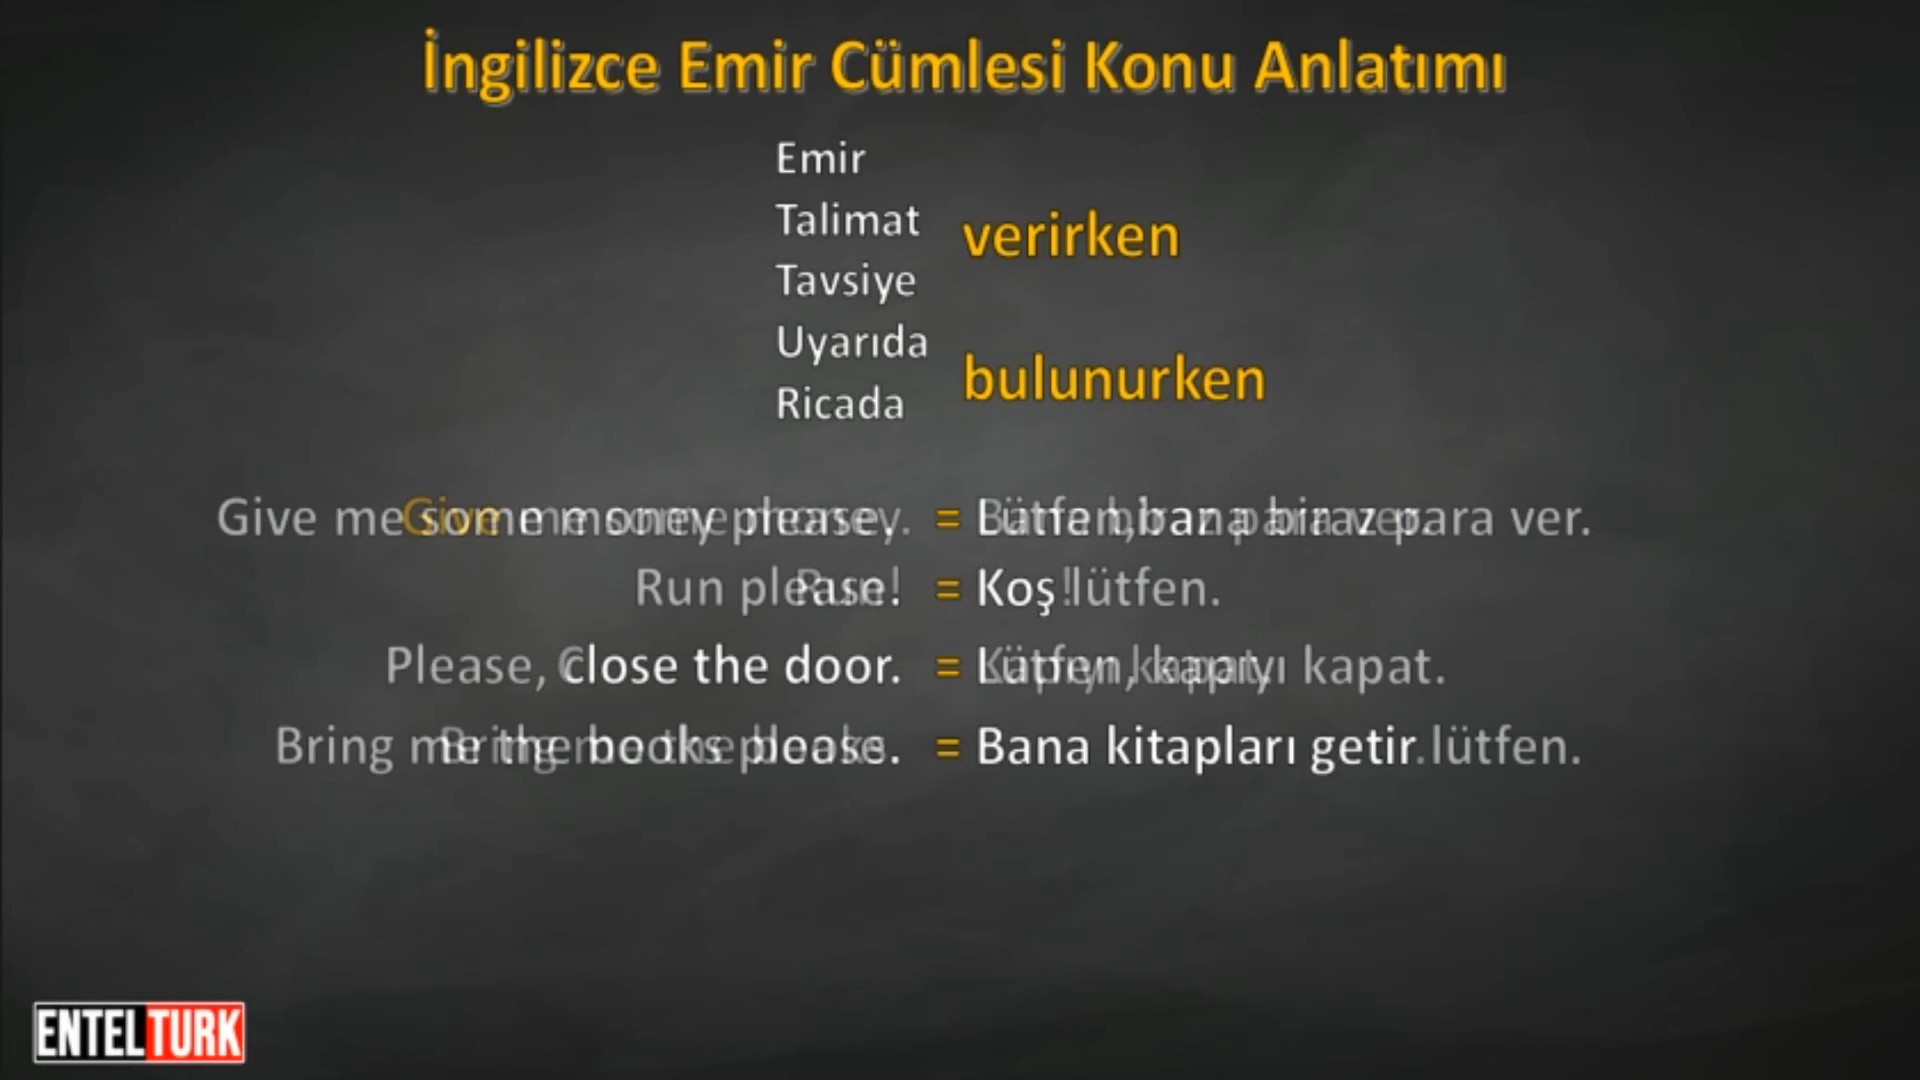 İngilizce Emir Cümlesi Konu Anlatımı
Emir
Talimat
verirken
Tavsiye
Uyarıda
bulunurken
Ricada
Give me some money please. = Lütfen, bana biraz para ver.
Run please! = Koş lütfen.
Please, close the door. = Lütfen, kapıyı kapat.
Bring me the books please. = Bana kitapları getir lütfen.
ENTEL TURK